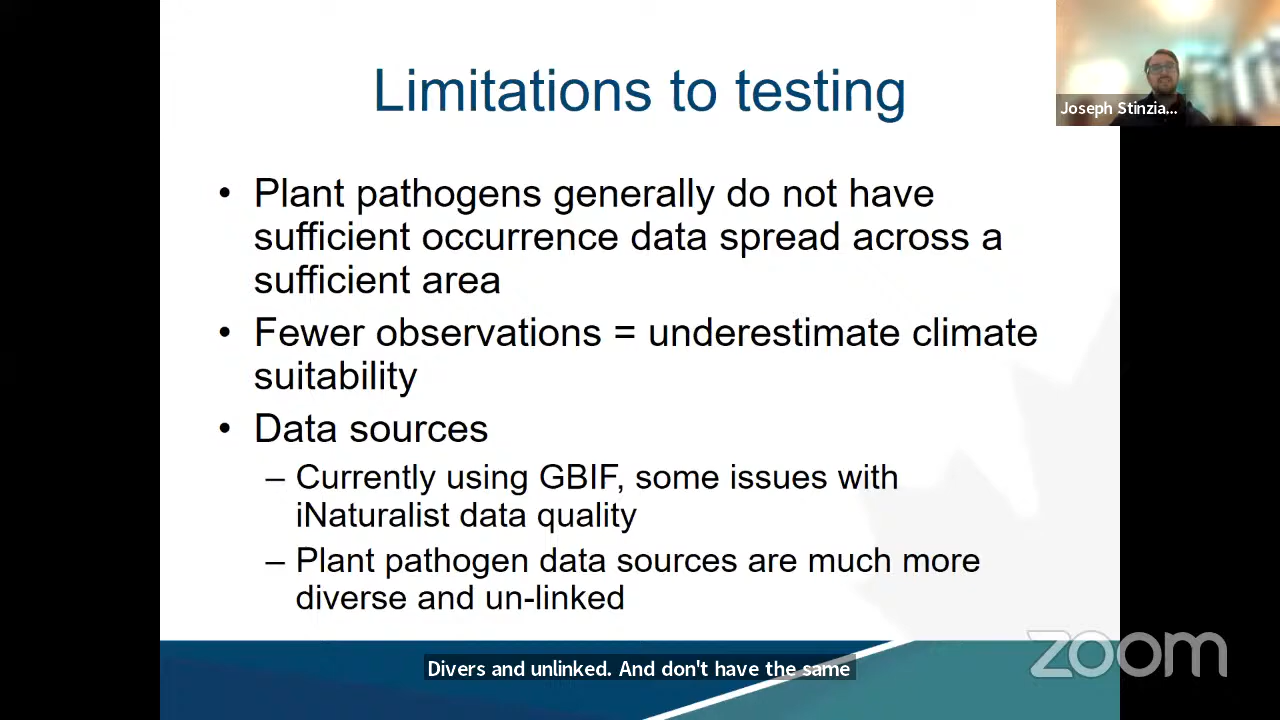 Limitations to testing
Joseph Stinzia...
• Plant pathogens generally do not have
sufficient occurrence data spread across a
sufficient area
• Fewer observations = underestimate climate
suitability
• Data sources
– Currently using GBIF, some issues with
iNaturalist data quality
– Plant pathogen data sources are much more
diverse and un-linked
zoom
Divers and unlinked. And don't have the same